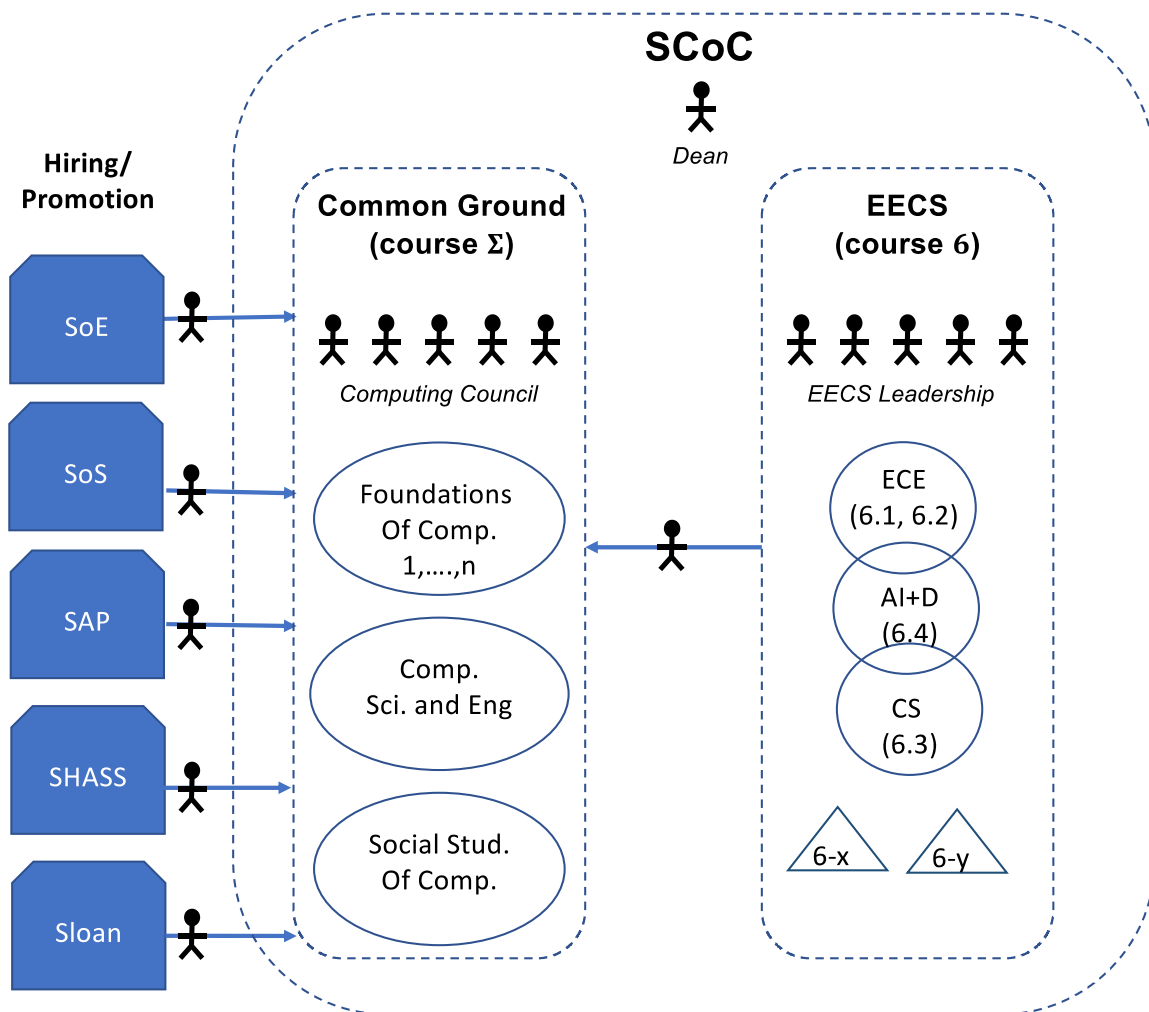 SCoC
Dean
Hiring/
Promotion
SoE
SoS
SAP
SHASS
Sloan
Common Ground
(course Σ)
Computing Council
Foundations
Of Comp.
1,....,n
Comp.
Sci. and Eng
Social Stud.
Of Comp.
EECS
(course 6)
EECS Leadership
ECE
(6.1, 6.2)
AI+D
(6.4)
CS
(6.3)
6-x
6-y